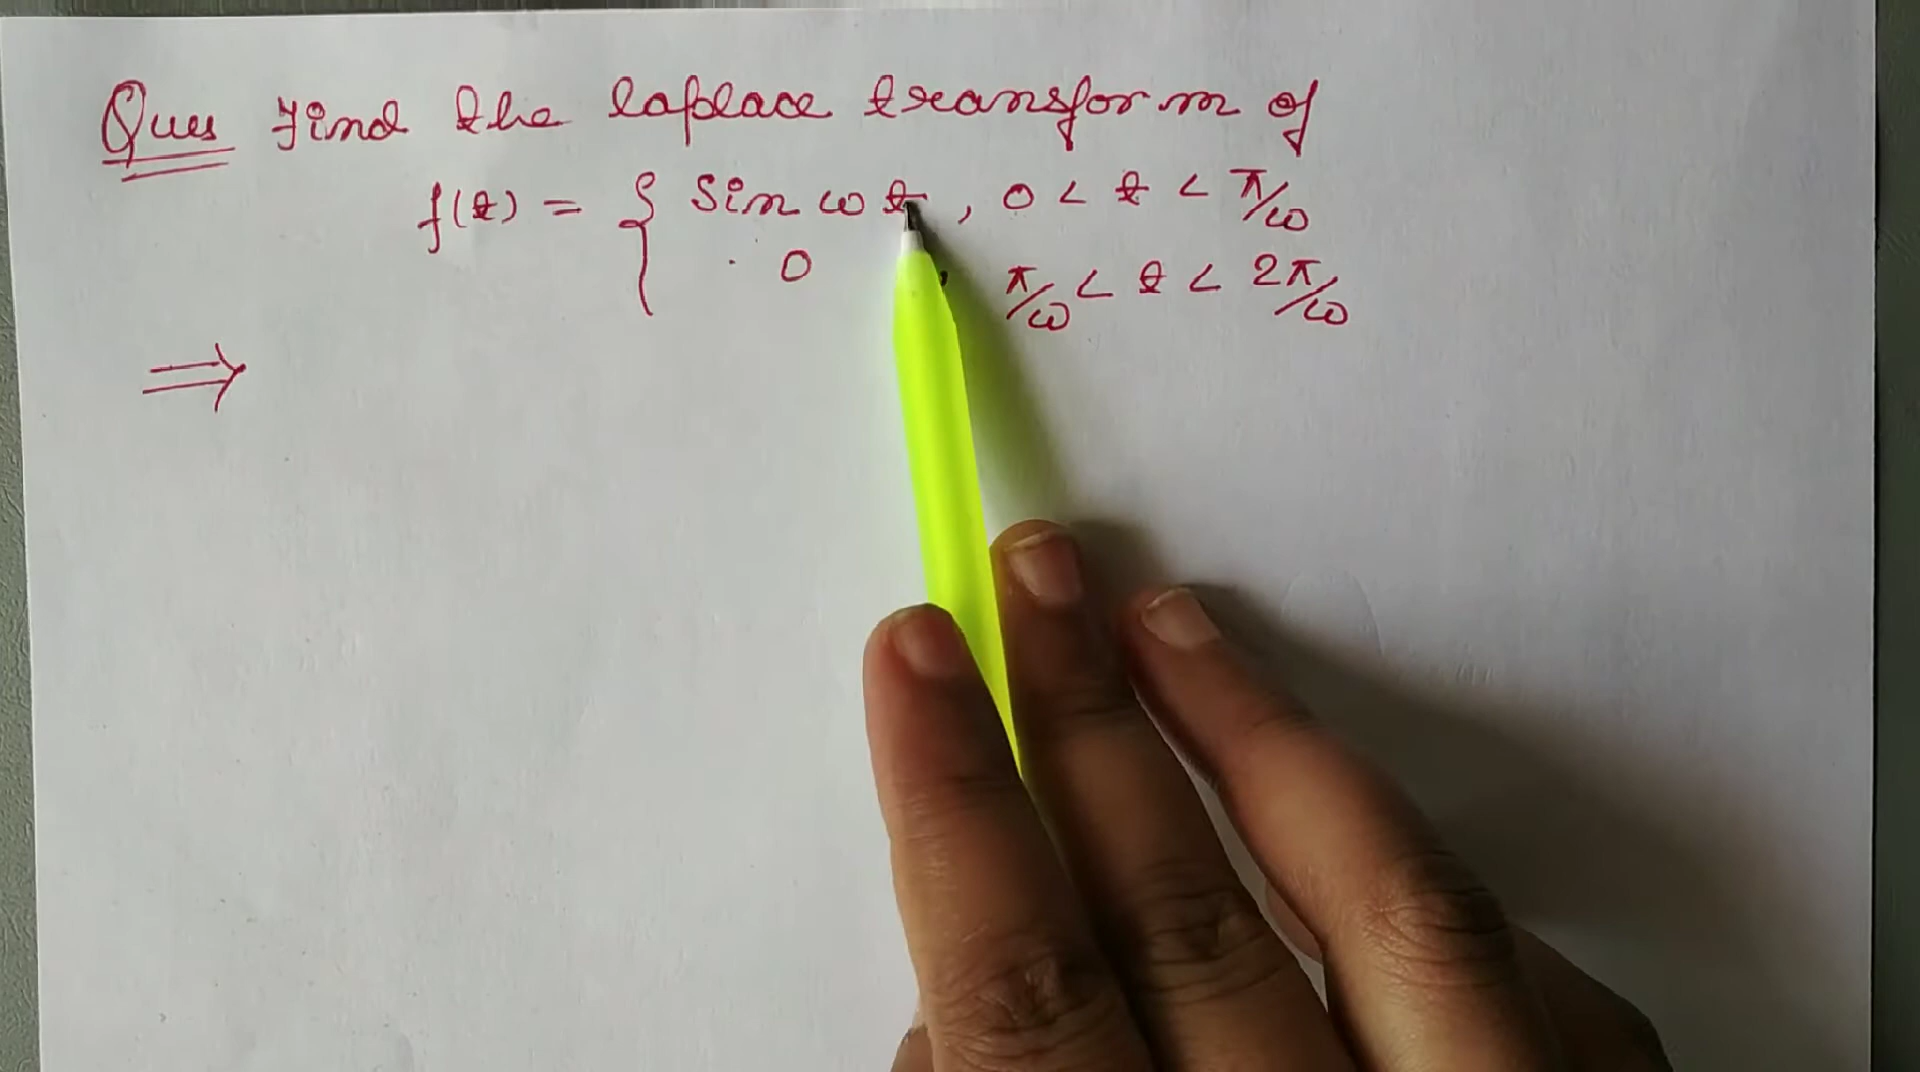 Ques Find the laplace transform of
f(t) = { Sin ωt , 0 < t < π/ω
0 , π/ω < t < 2π/ω
⇒